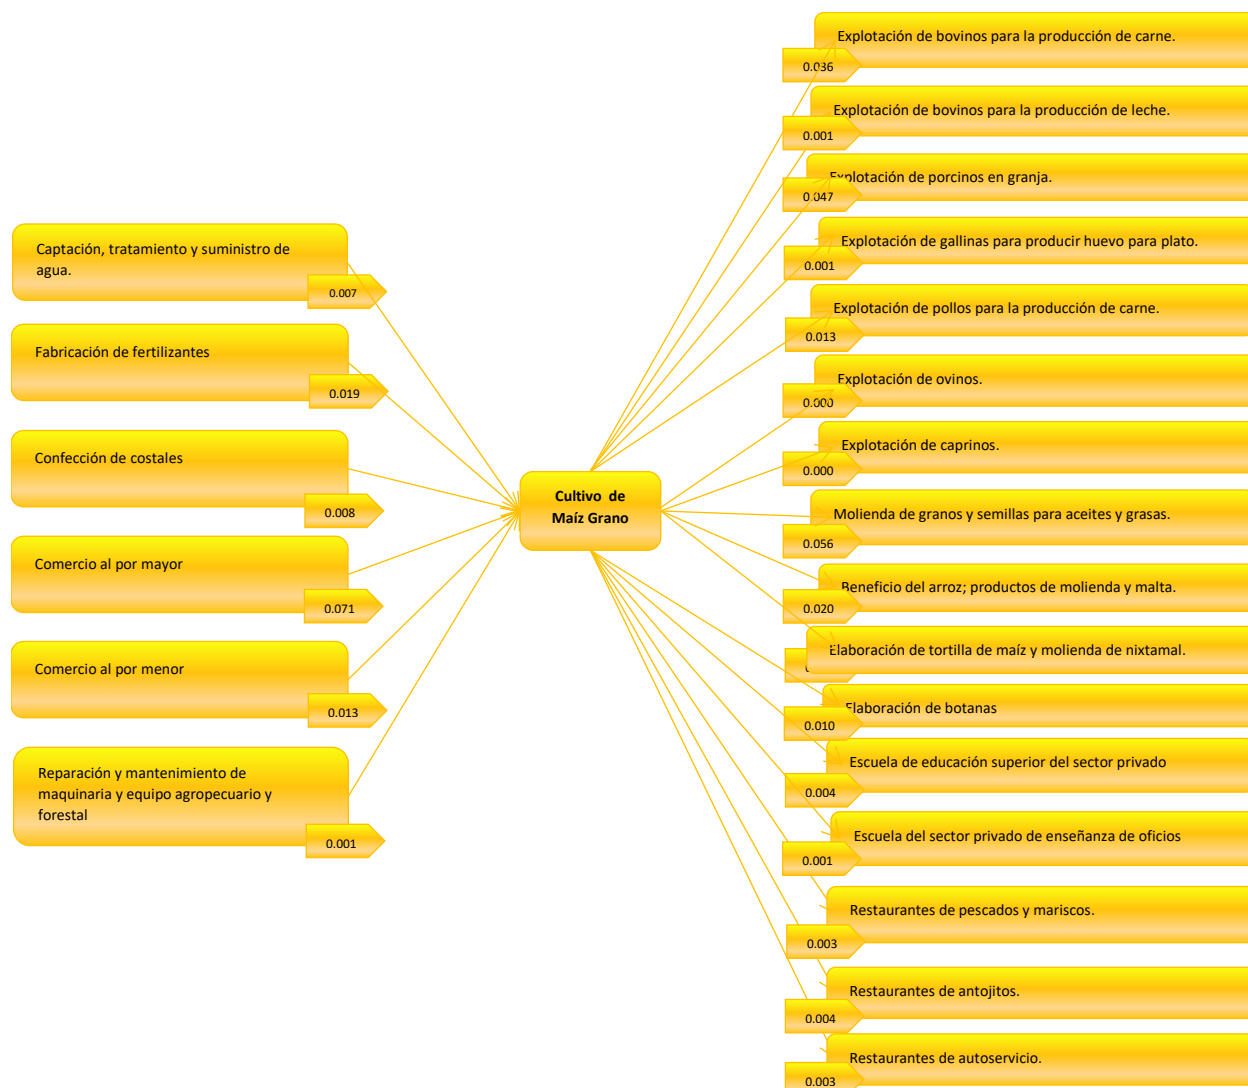 Captación, tratamiento y suministro de
agua.
0.007
Fabricación de fertilizantes
0.019
Confección de costales
0.008
Comercio al por mayor
0.071
Comercio al por menor
0.013
Reparación y mantenimiento de
maquinaria y equipo agropecuario y
forestal
0.001
Cultivo de
Maíz Grano
Explotación de bovinos para la producción de carne.
0.036
Explotación de bovinos para la producción de leche.
0.001
Explotación de porcinos en granja.
0.047
Explotación de gallinas para producir huevo para plato.
0.001
Explotación de pollos para la producción de carne.
0.013
Explotación de ovinos.
0.000
Explotación de caprinos.
0.000
Molienda de granos y semillas para aceites y grasas.
0.056
Beneficio del arroz; productos de molienda y malta.
0.020
Elaboración de tortilla de maíz y molienda de nixtamal.
Elaboración de botanas
0.010
Escuela de educación superior del sector privado
0.004
Escuela del sector privado de enseñanza de oficios
0.001
Restaurantes de pescados y mariscos.
0.003
Restaurantes de antojitos.
0.004
Restaurantes de autoservicio.
0.003